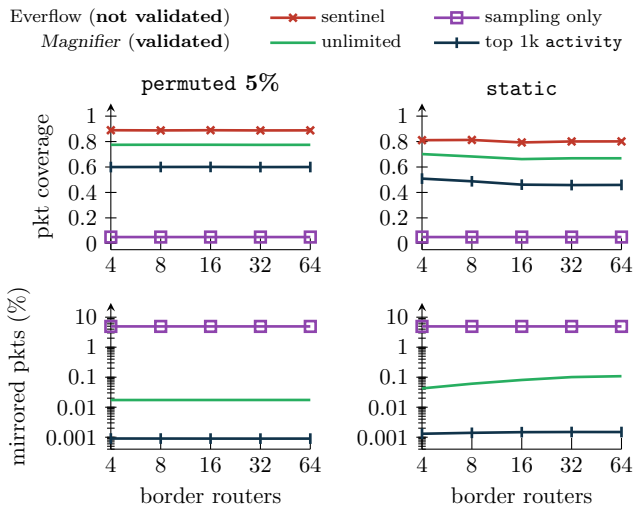 Everflow (not validated) sentinel sampling only
Magnifier (validated) unlimited top 1k activity
permuted 5% static
pkt coverage
1
0.8
0.6
0.4
0.2
0
4 8 16 32 64
1
0.8
0.6
0.4
0.2
0
4 8 16 32 64
mirrored pkts (%)
10
1
0.1
0.01
0.001
4 8 16 32 64
border routers
10
1
0.1
0.01
0.001
4 8 16 32 64
border routers